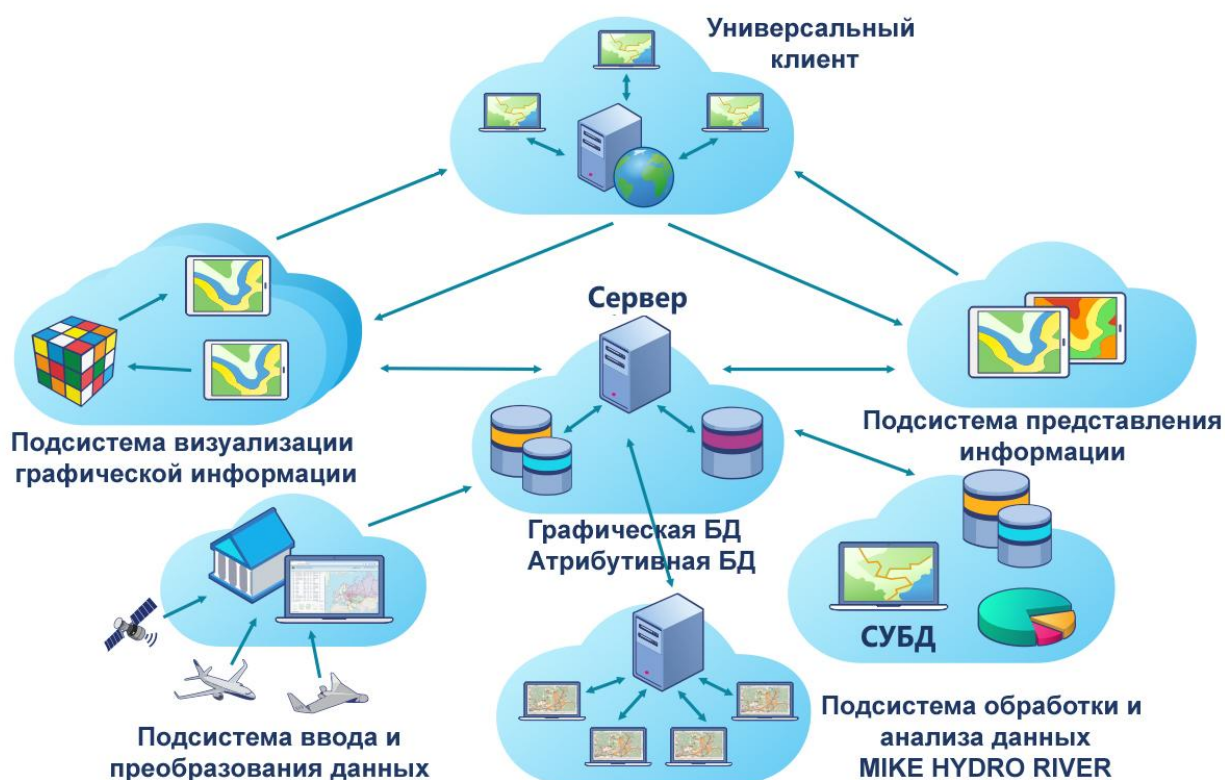 Универсальный
клиент
Сервер
Подсистема визуализации
графической информации
Подсистема представления
информации
Графическая БД
Атрибутивная БД
СУБД
Подсистема ввода и
преобразования данных
Подсистема обработки и
анализа данных
MIKE HYDRO RIVER